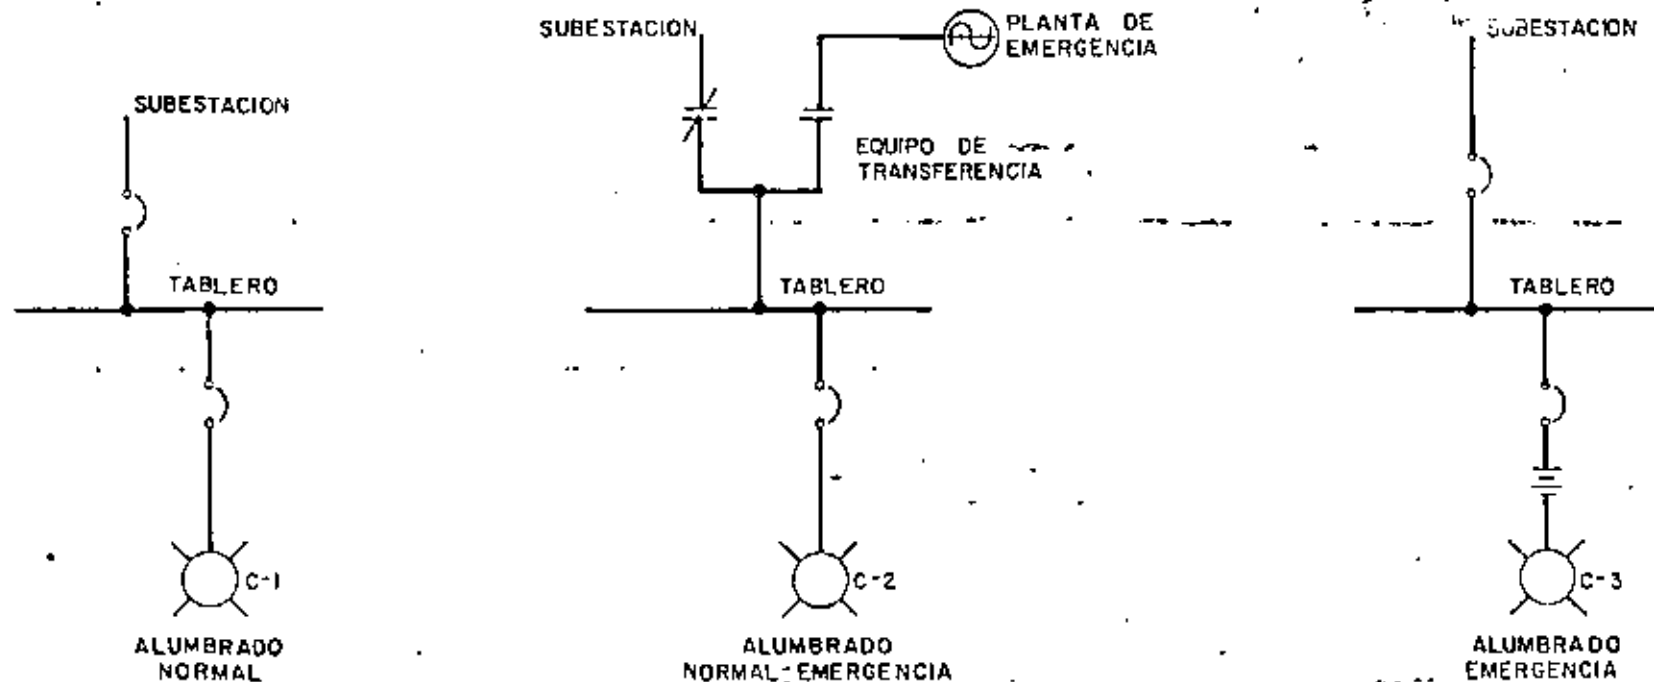 SUBESTACION
TABLERO
C-1
ALUMBRADO
NORMAL
SUBESTACION
PLANTA DE
EMERGENCIA
EQUIPO DE
TRANSFERENCIA
TABLERO
C-2
ALUMBRADO
NORMAL-EMERGENCIA
SUBESTACION
TABLERO
C-3
ALUMBRADO
EMERGENCIA